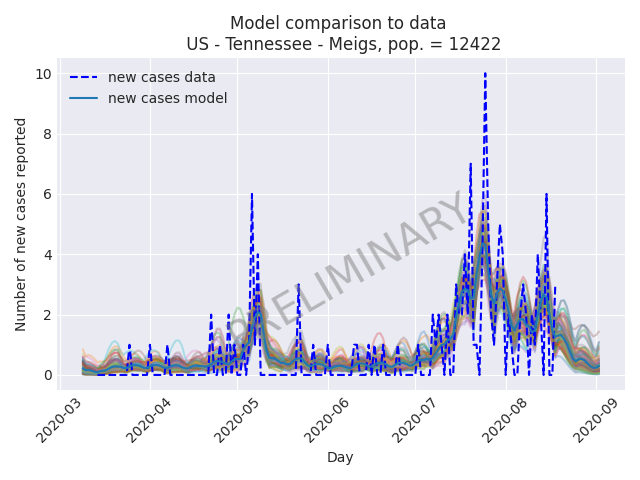 Model comparison to data
US - Tennessee - Meigs, pop. = 12422
new cases data
new cases model
PRELIMINARY
Number of new cases reported
10
8
6
4
2
0
2020-03
2020-04
2020-05
2020-06
2020-07
2020-08
2020-09
Day